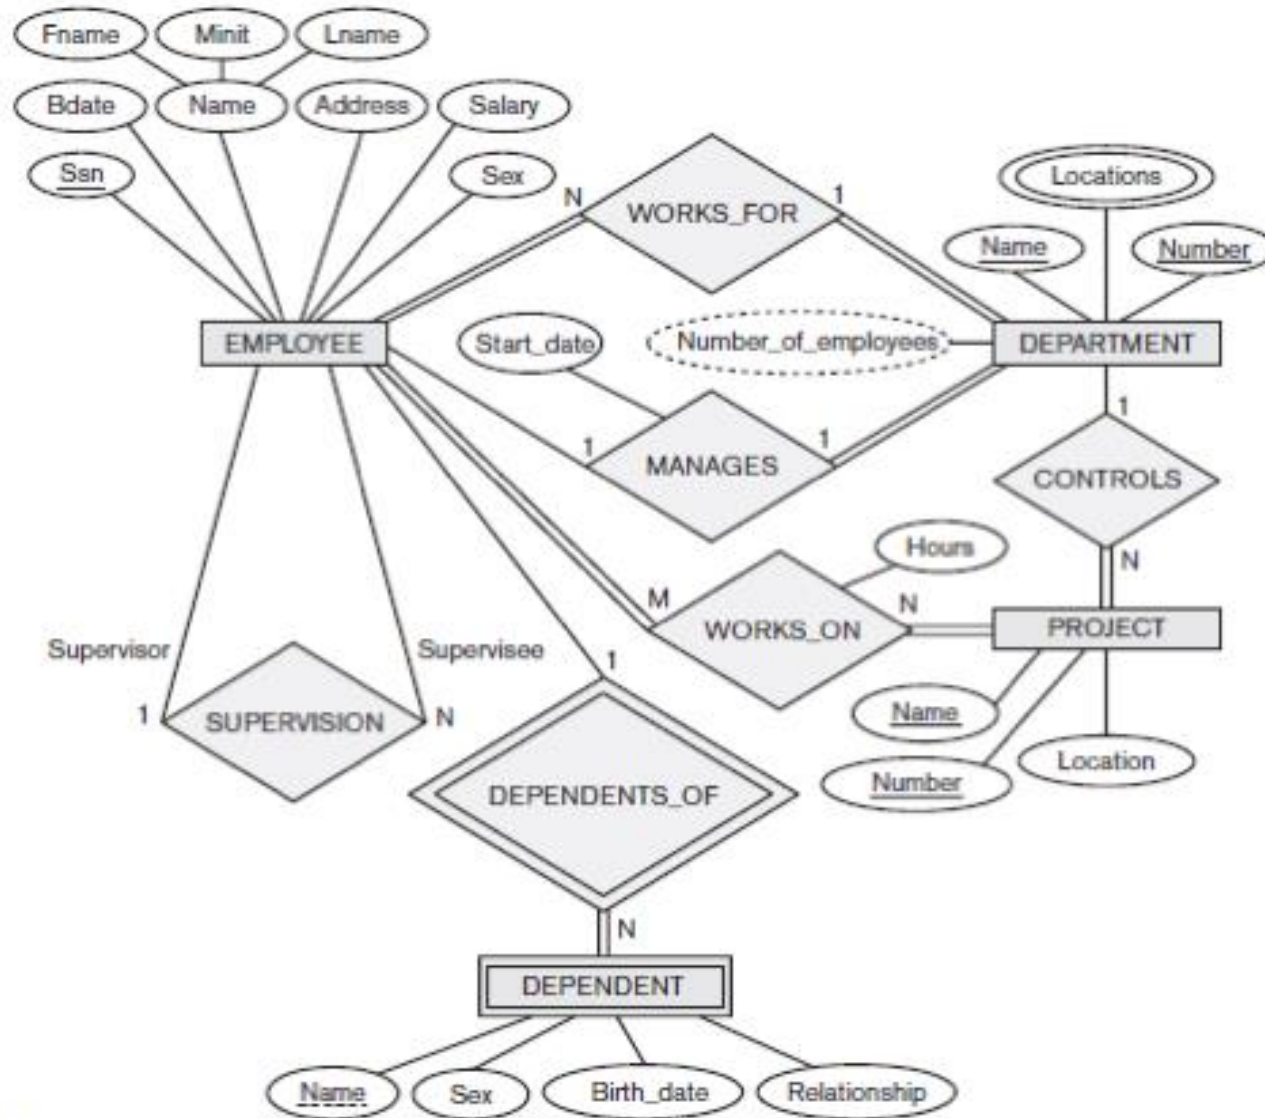 Fname Minit Lname
Bdate Name Address Salary
Ssn Sex
N WORKS_FOR 1
Locations
Name Number
EMPLOYEE
Start_date
Number_of_employees
DEPARTMENT
1 MANAGES 1
1
CONTROLS
N
Hours
M WORKS_ON N
PROJECT
Name
Number
Location
Supervisor Supervisee
1 SUPERVISION N
1
DEPENDENTS_OF
N
DEPENDENT
Name Sex Birth_date Relationship